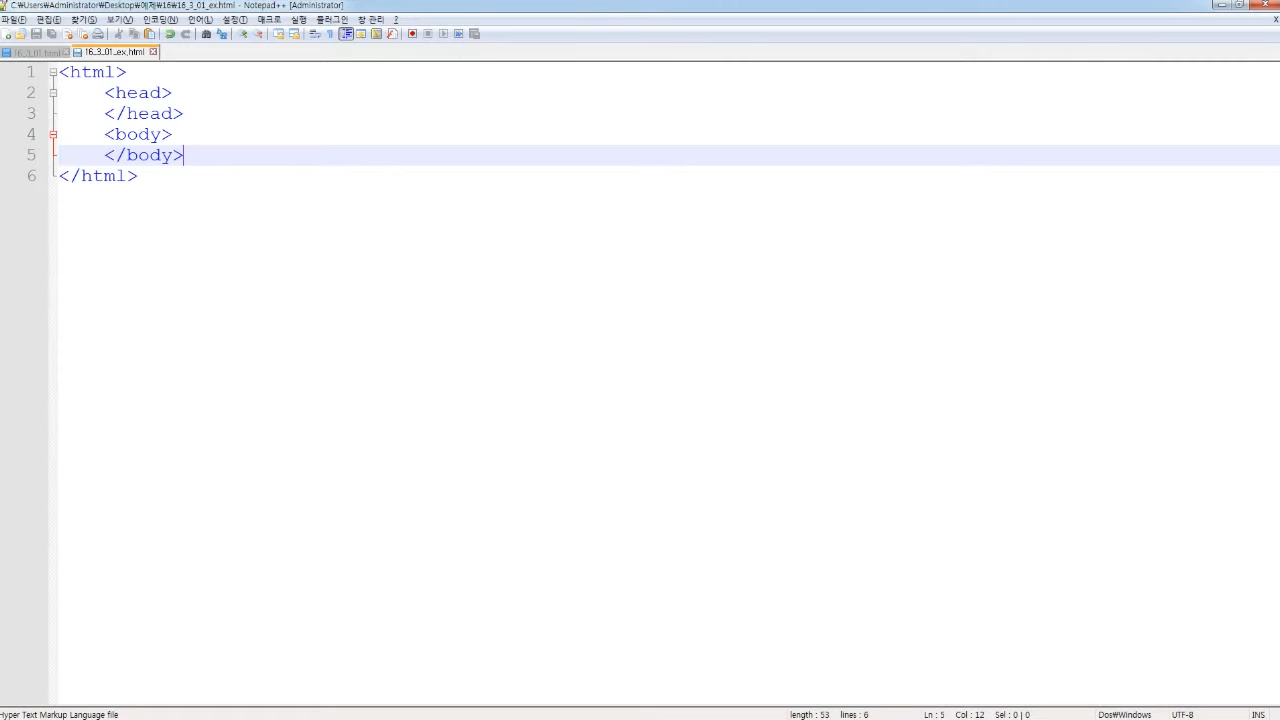 C:₩Users₩Administrator₩Desktop₩예제₩16₩16_3_01_ex.html - Notepad++ [Administrator]
파일(F) 편집(E) 찾기(S) 보기(V) 인코딩(N) 언어(L) 설정(T) 매크로 실행 플러그인 창 관리 ? X
16_3_01.html 16_3_01_ex.html
1 <html>
2 <head>
3 </head>
4 <body>
5 </body>
6 </html>
Hyper Text Markup Language file length : 53 lines : 6 Ln : 5 Col : 12 Sel : 0 | 0 Dos₩Windows UTF-8 INS